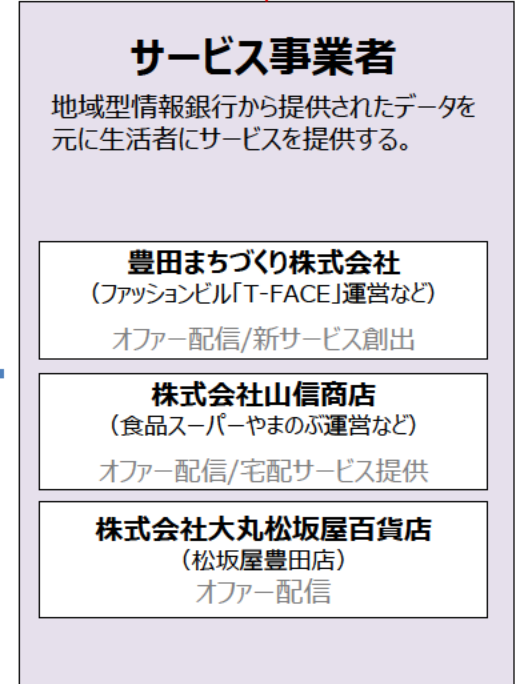 サービス事業者
地域型情報銀行から提供されたデータを
元に生活者にサービスを提供する。
豊田まちづくり株式会社
（ファッションビル「T-FACE」運営など）
オファー配信/新サービス創出
株式会社山信商店
（食品スーパーやまのぶ運営など）
オファー配信/宅配サービス提供
株式会社大丸松坂屋百貨店
（松坂屋豊田店）
オファー配信